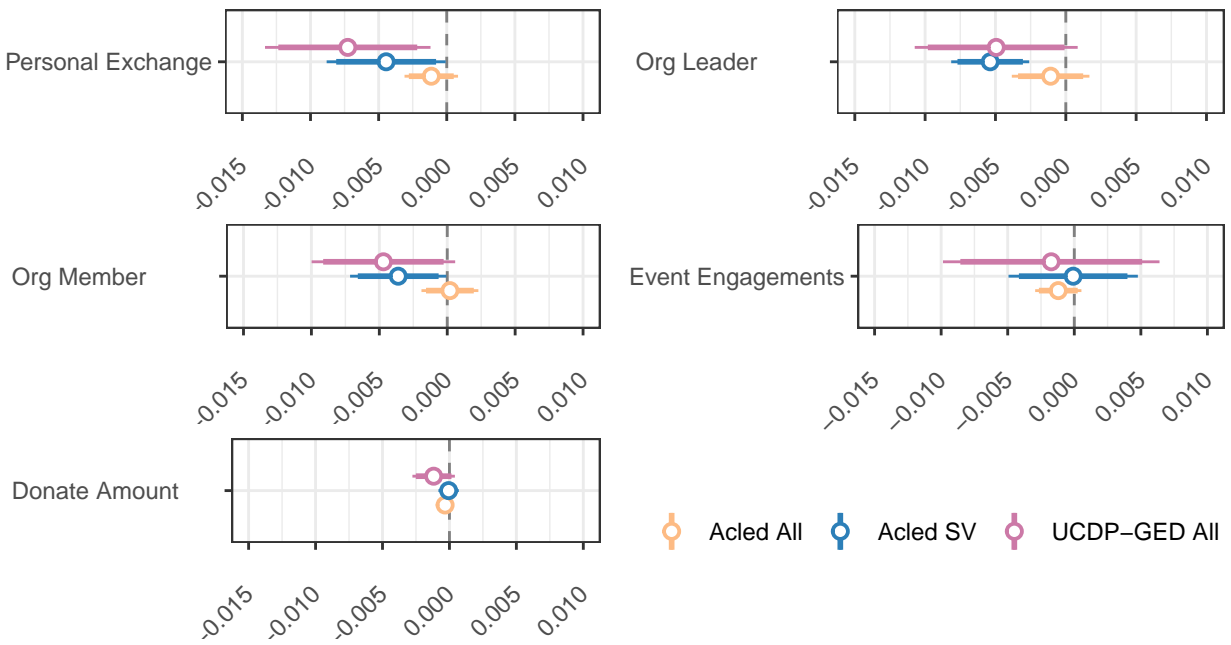 Personal Exchange
-0.015 -0.010 -0.005 0.000 0.005 0.010
Org Leader
-0.015 -0.010 -0.005 0.000 0.005 0.010
Org Member
-0.015 -0.010 -0.005 0.000 0.005 0.010
Event Engagements
−0.015 −0.010 −0.005 0.000 0.005 0.010
Donate Amount
-0.015 -0.010 -0.005 0.000 0.005 0.010
Acled All Acled SV UCDP−GED All